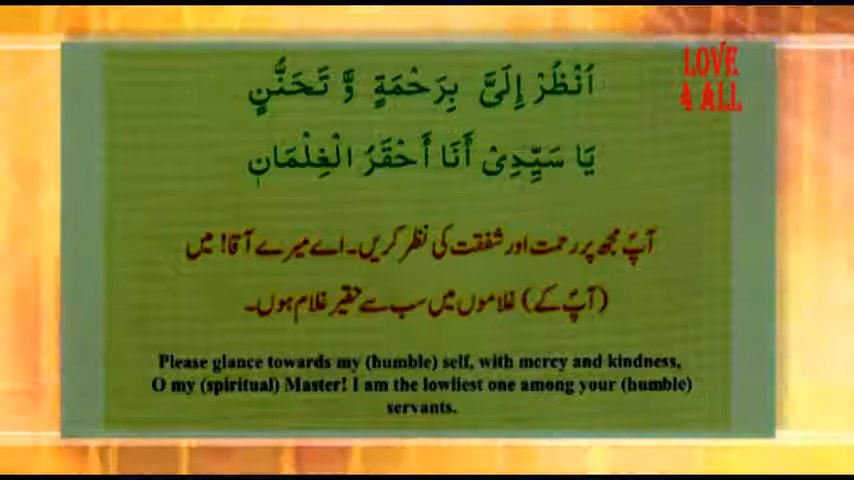 LOVE
4 ALL
اُنْظُرْ إِلَيَّ بِرَحْمَةٍ وَّ تَحَنُّنٍ
يَا سَيِّدِيْ أَنَا أَحْقَرُ الْغِلْمَانِ
آپؐ مجھ پر رحمت اور شفقت کی نظر کریں۔ اے میرے آقا! میں
(آپؐ کے) غلاموں میں سب سے حقیر غلام ہوں۔
Please glance towards my (humble) self, with mercy and kindness,
O my (spiritual) Master! I am the lowliest one among your (humble)
servants.